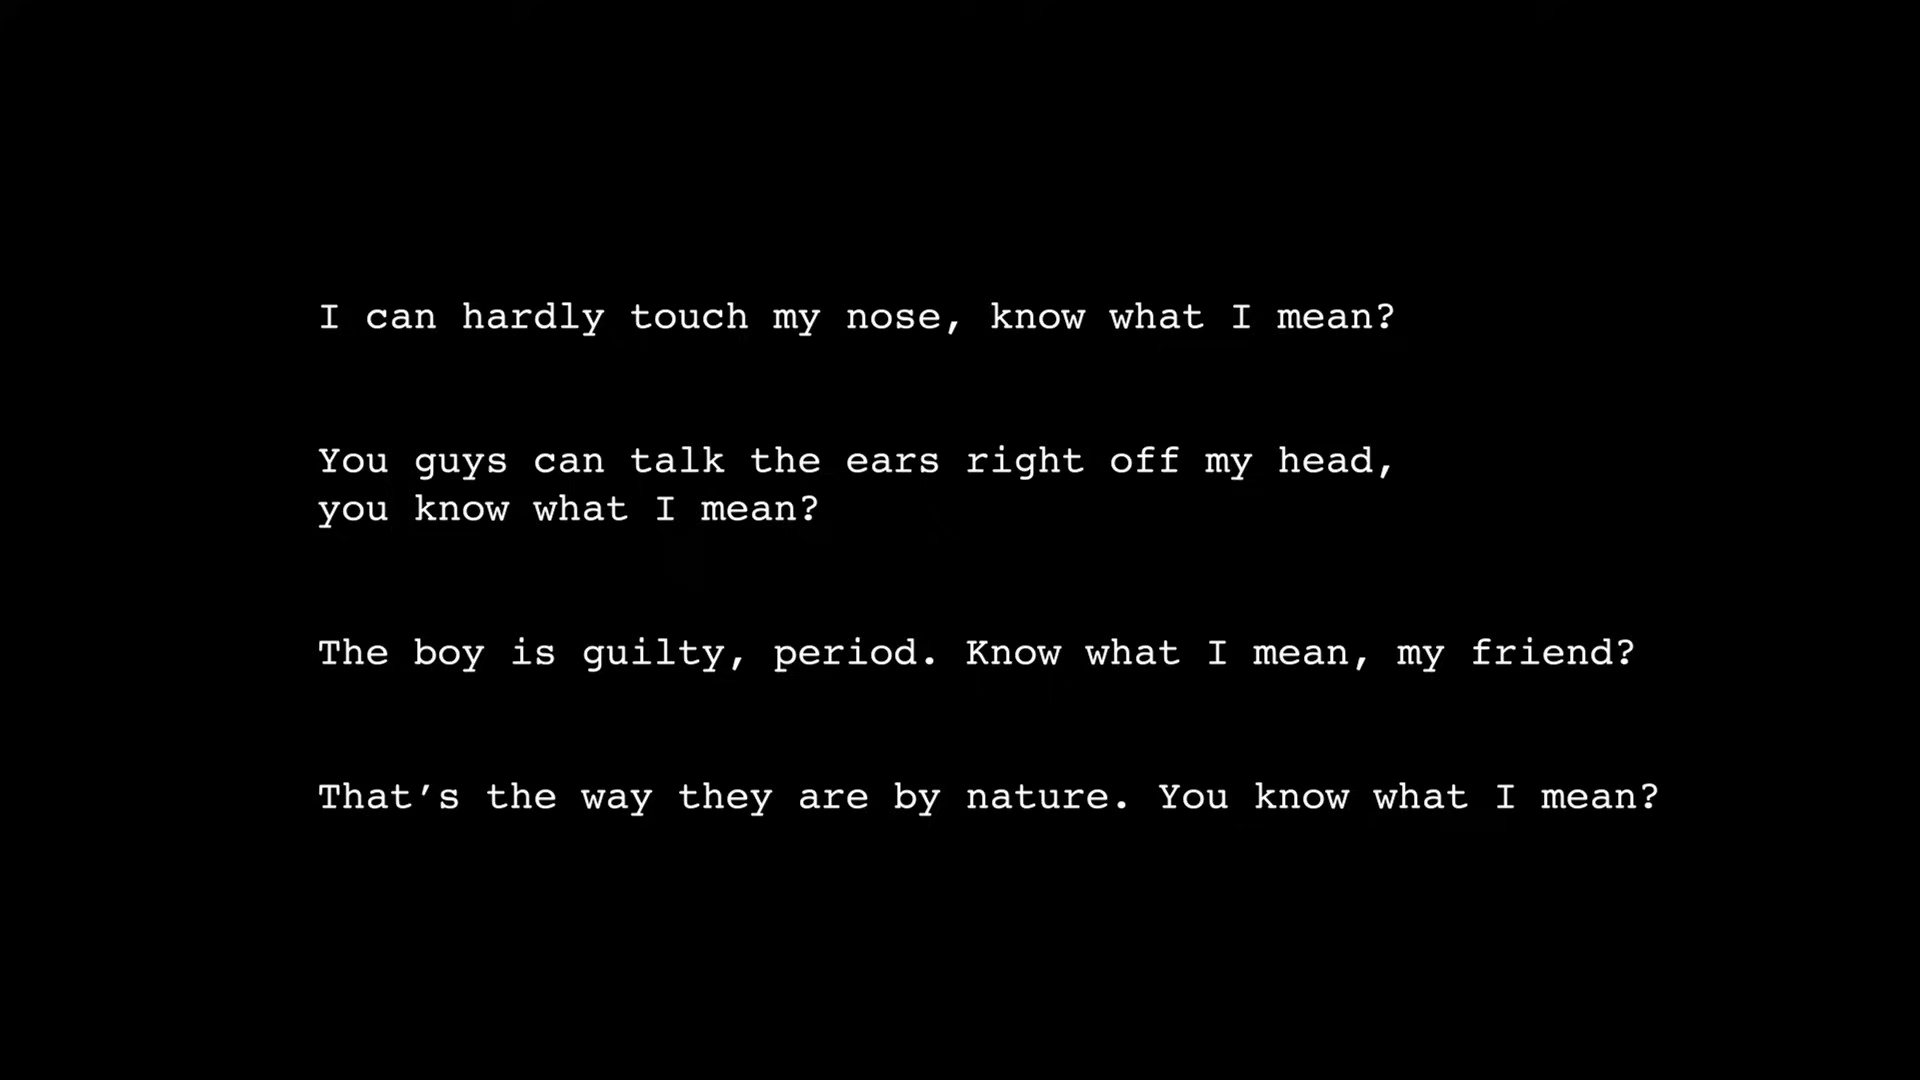 I can hardly touch my nose, know what I mean?
You guys can talk the ears right off my head,
you know what I mean?
The boy is guilty, period. Know what I mean, my friend?
That’s the way they are by nature. You know what I mean?